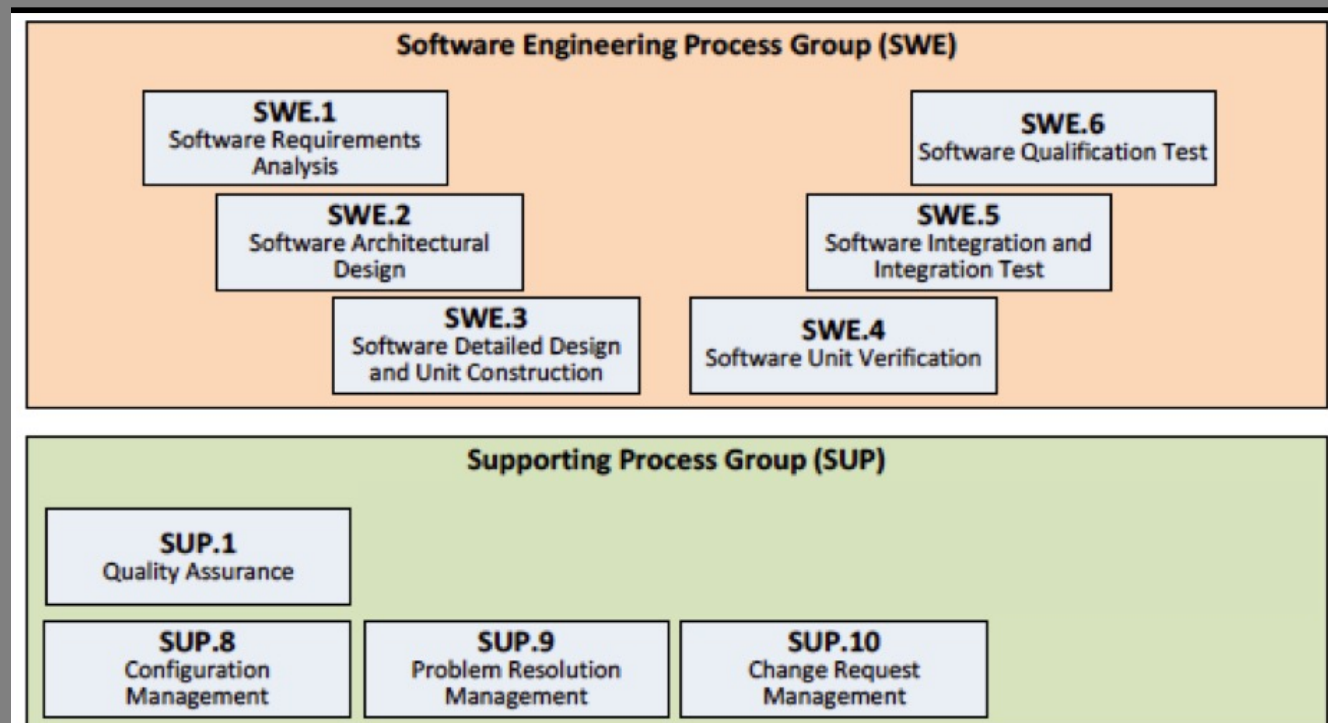 Software Engineering Process Group (SWE)
SWE.1
Software Requirements
Analysis
SWE.6
Software Qualification Test
SWE.2
Software Architectural
Design
SWE.5
Software Integration and
Integration Test
SWE.3
Software Detailed Design
and Unit Construction
SWE.4
Software Unit Verification
Supporting Process Group (SUP)
SUP.1
Quality Assurance
SUP.8
Configuration
Management
SUP.9
Problem Resolution
Management
SUP.10
Change Request
Management